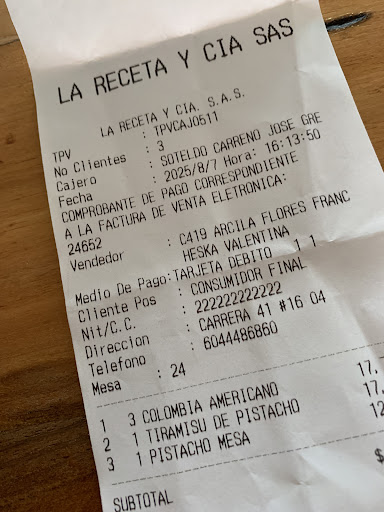 LA RECETA Y CIA SAS
LA RECETA Y CIA. S.A.S.
TPV : TPVCAJ0511
No Clientes : 3
Cajero : SOTELDO CARRENO JOSE GRE
Fecha : 2025/8/7 Hora: 16:13:50
COMPROBANTE DE PAGO CORRESPONDIENTE
A LA FACTURA DE VENTA ELETRONICA:
24652
Vendedor : C419 ARCILA FLORES FRANC
HESKA VALENTINA
Medio De Pago:TARJETA DEBITO 1 1
Cliente Pos : CONSUMIDOR FINAL
Nit/C.C. : 222222222222
Direccion : CARRERA 41 #16 04
Telefono : 6044486860
Mesa : 24
1 3 COLOMBIA AMERICANO 17,
2 1 TIRAMISU DE PISTACHO 17,
3 1 PISTACHO MESA 12
SUBTOTAL $